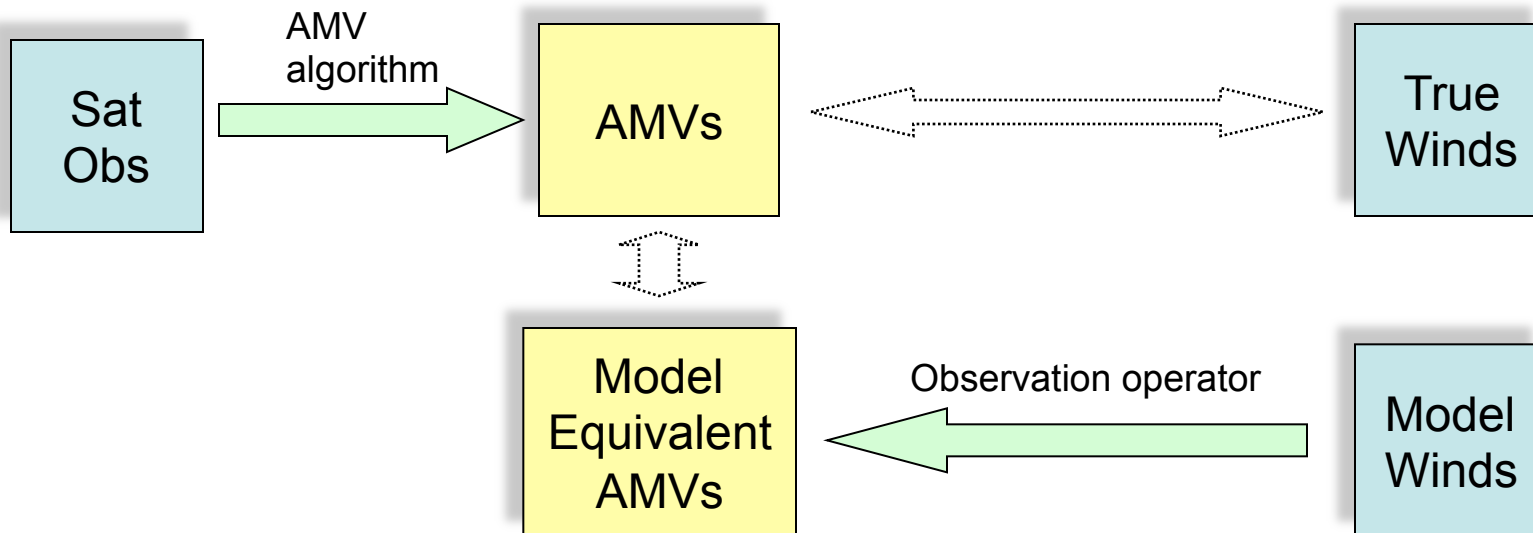 AMV
algorithm
Sat
Obs
AMVs
True
Winds
Model
Equivalent
AMVs
Observation operator
Model
Winds